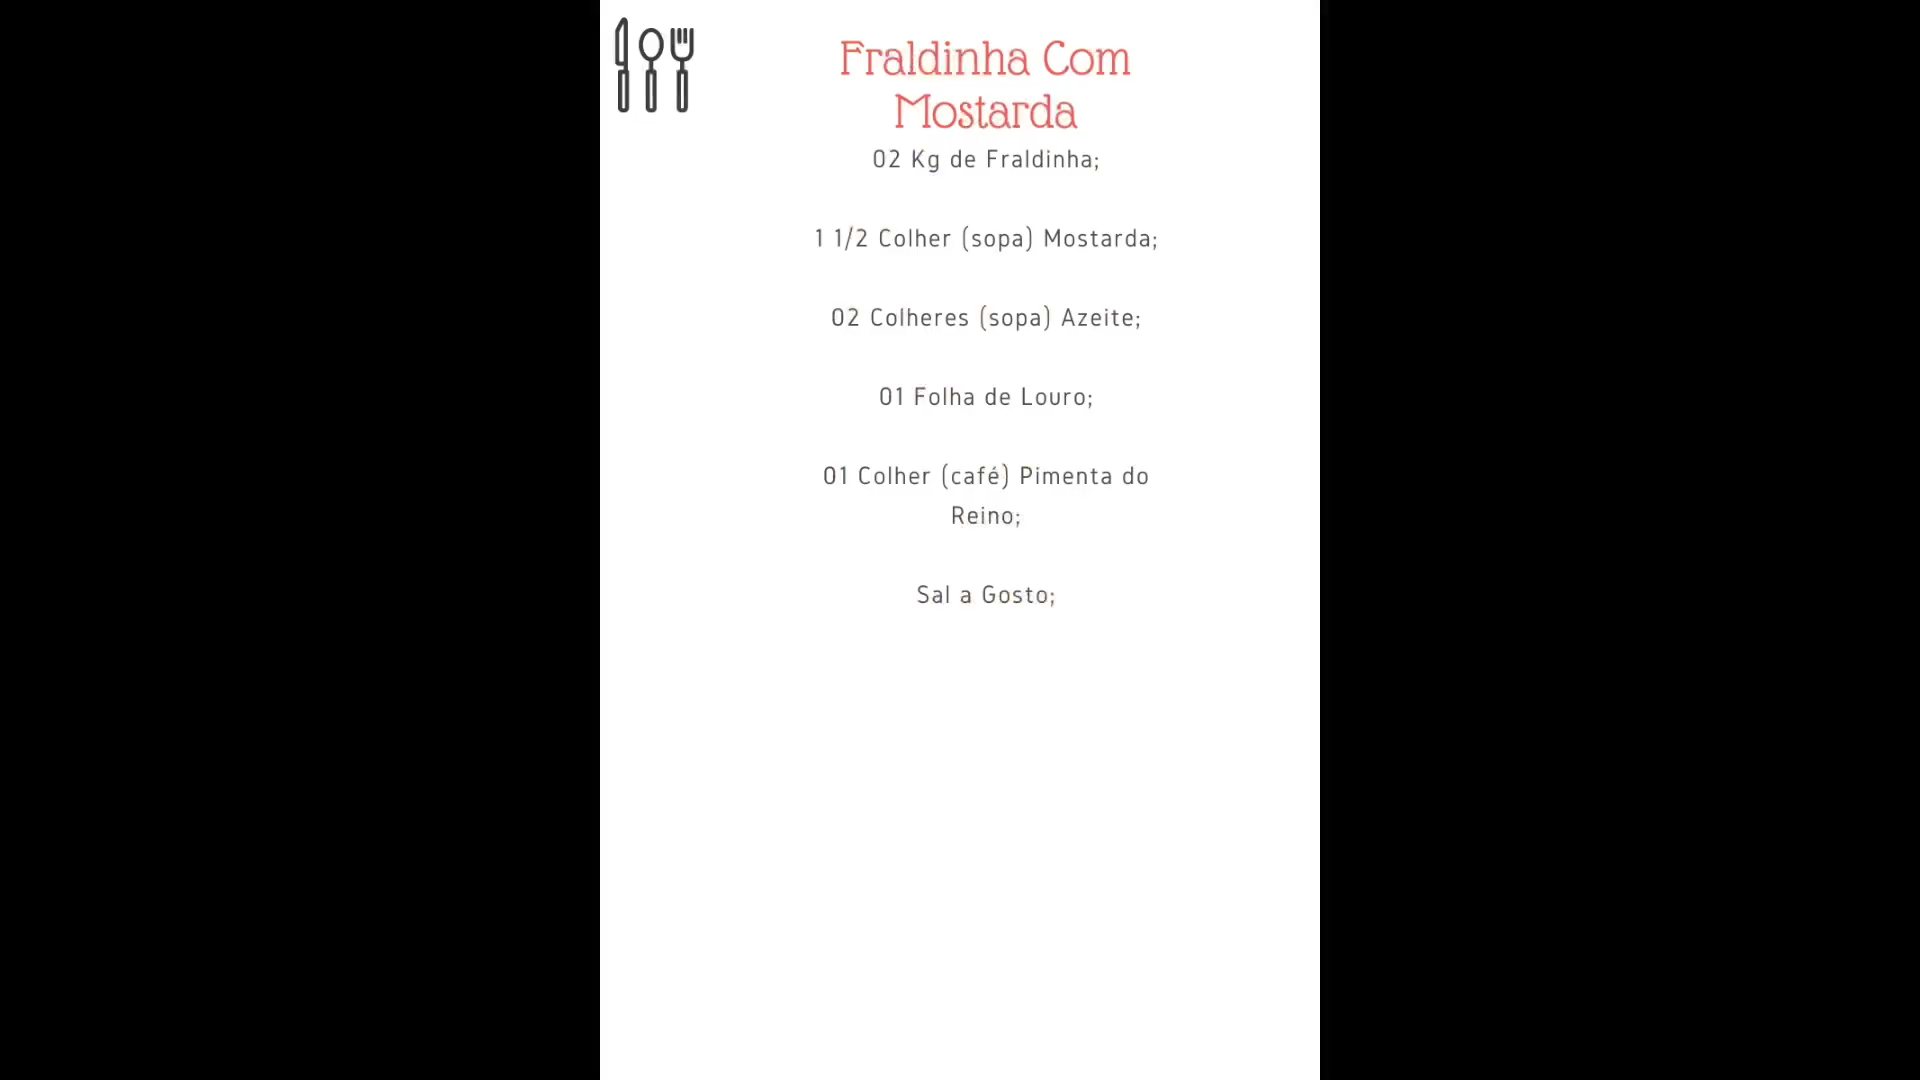 Fraldinha Com
Mostarda
02 Kg de Fraldinha;
1 1/2 Colher (sopa) Mostarda;
02 Colheres (sopa) Azeite;
01 Folha de Louro;
01 Colher (café) Pimenta do
Reino;
Sal a Gosto;